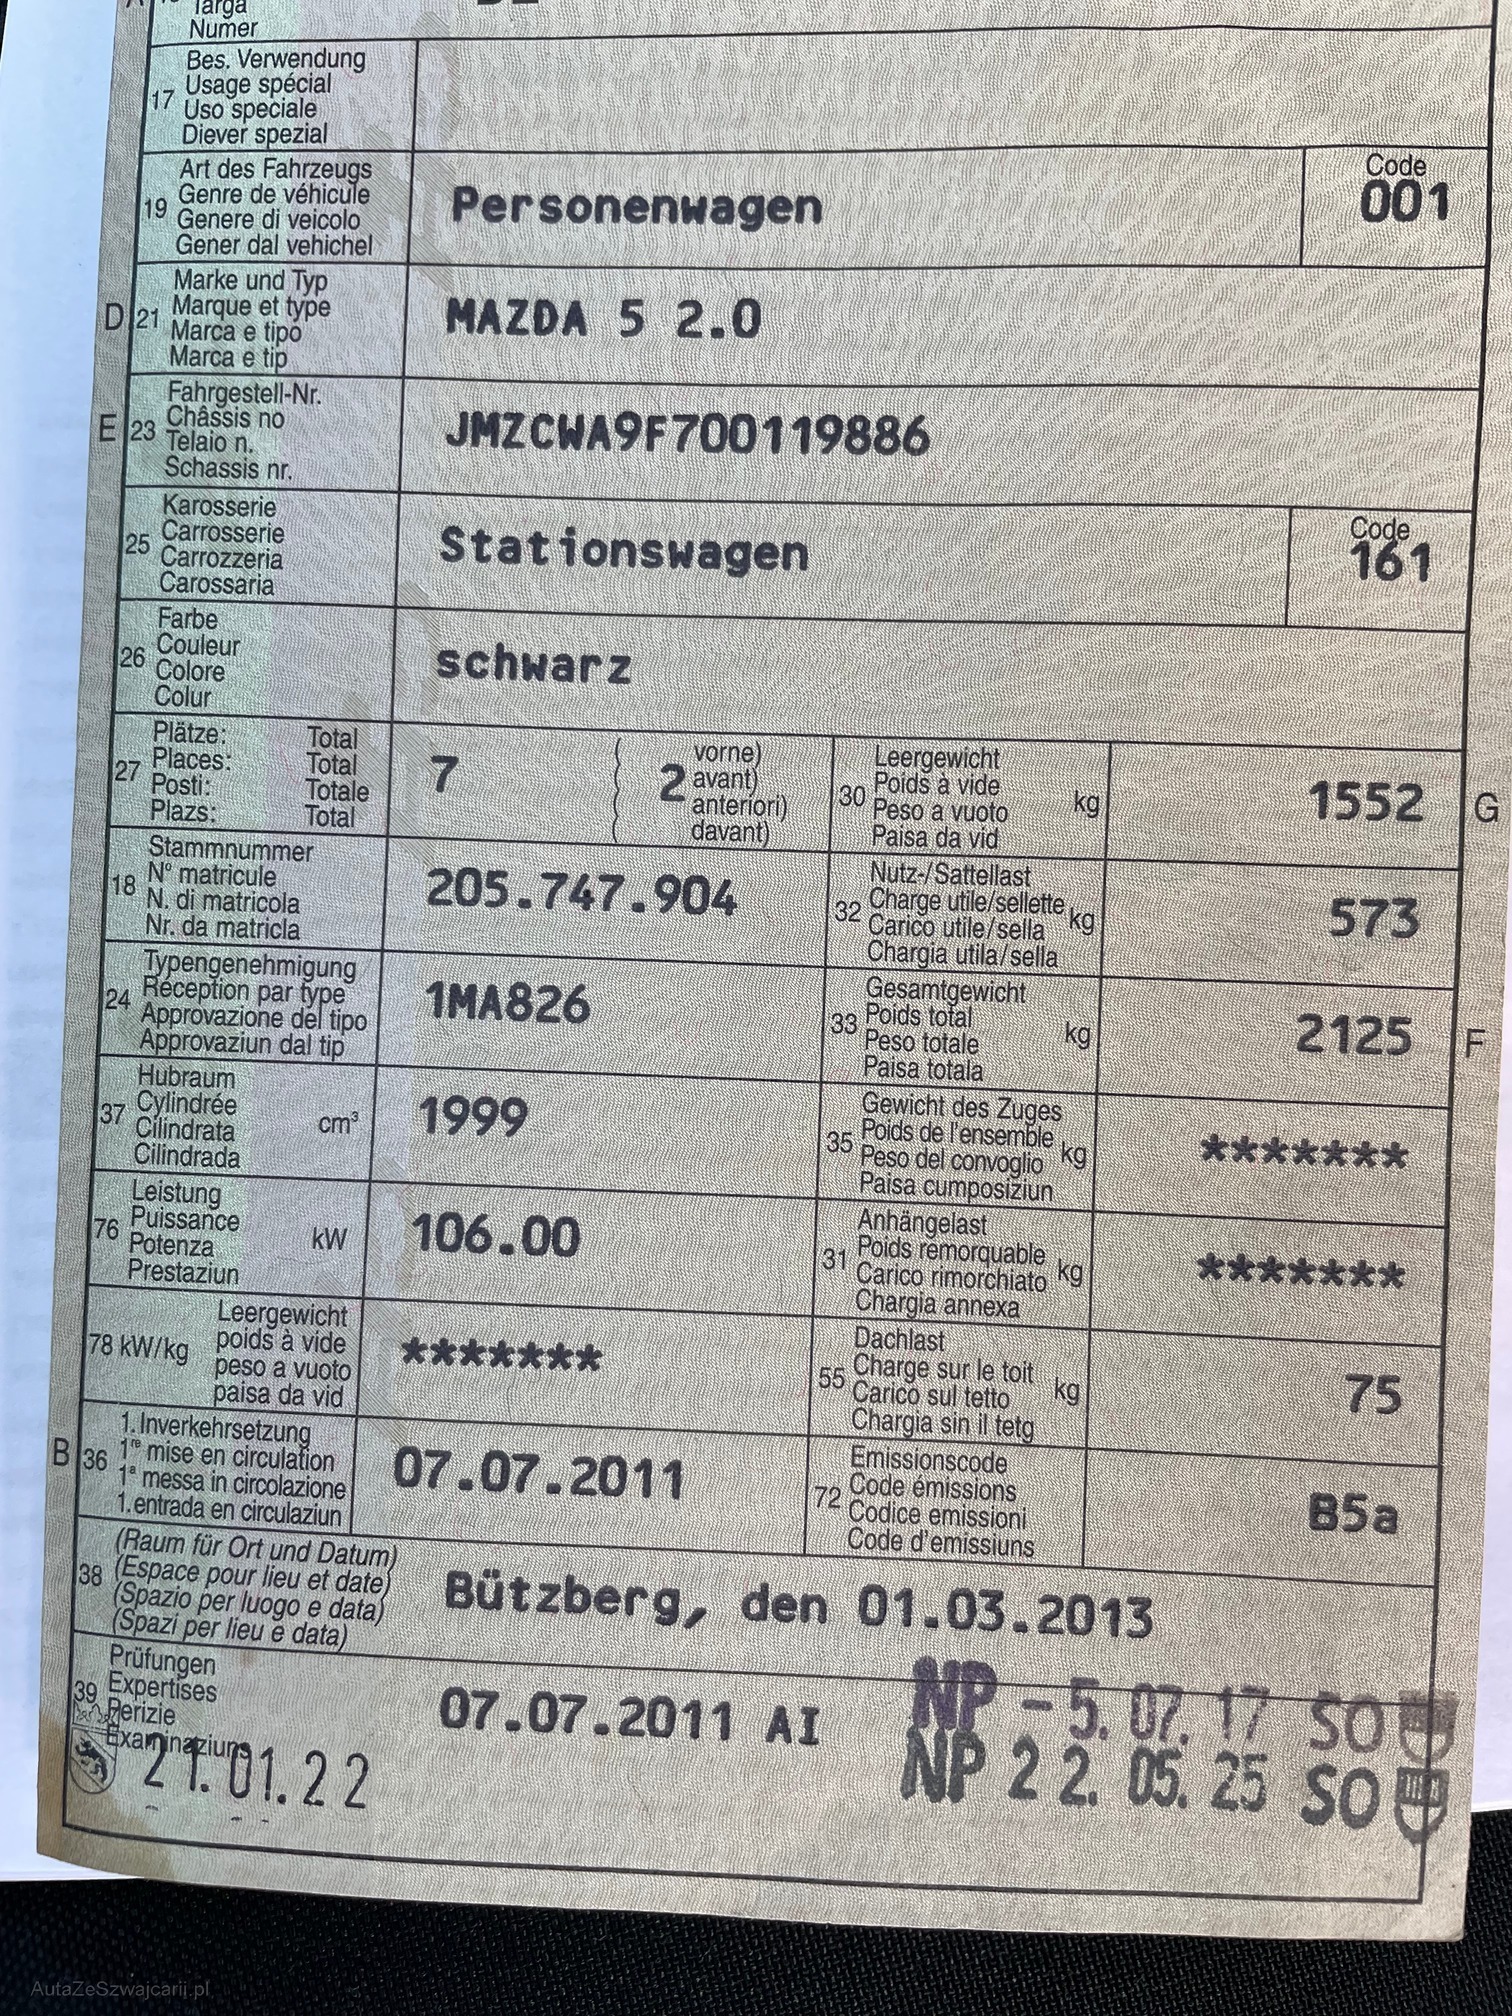 Targa
Numer
17 Bes. Verwendung
Usage spécial
Uso speciale
Diever spezial
19 Art des Fahrzeugs
Genre de véhicule
Genere di veicolo
Gener dal vehichel
Personenwagen
Code
001
D 21 Marke und Typ
Marque et type
Marca e tipo
Marca e tip
MAZDA 5 2.0
E 23 Fahrgestell-Nr.
Châssis no
Telaio n.
Schassis nr.
JMZCWA9F700119886
25 Karosserie
Carrosserie
Carrozzeria
Carossaria
Stationswagen
Code
161
26 Farbe
Couleur
Colore
Colur
schwarz
27 Plätze: Total
Places: Total
Posti: Totale
Plazs: Total
7
2 vorne)
avant)
anteriori)
davant)
30 Leergewicht
Poids à vide
Peso a vuoto
Paisa da vid
kg
1552 G
18 Stammnummer
N° matricule
N. di matricola
Nr. da matricla
205.747.904
32 Nutz-/Sattellast
Charge utile/sellette
Carico utile/sella
Chargia utila/sella
kg
573
24 Typengenehmigung
Réception par type
Approvazione del tipo
Approvaziun dal tip
1MA826
33 Gesamtgewicht
Poids total
Peso totale
Paisa totala
kg
2125 F
37 Hubraum
Cylindrée
Cilindrata
Cilindrada
cm³
1999
35 Gewicht des Zuges
Poids de l'ensemble
Peso del convoglio
Paisa cumposiziun
kg
*******
76 Leistung
Puissance
Potenza
Prestaziun
kW
106.00
31 Anhängelast
Poids remorquable
Carico rimorchiato
Chargia annexa
kg
*******
78 kW/kg Leergewicht
poids à vide
peso a vuoto
paisa da vid
*******
55 Dachlast
Charge sur le toit
Carico sul tetto
Chargia sin il tetg
kg
75
B 36 1.Inverkehrsetzung
1re mise en circulation
1a messa in circolazione
1.entrada en circulaziun
07.07.2011
72 Emissionscode
Code émissions
Codice emissioni
Code d'emissiuns
B5a
38 (Raum für Ort und Datum)
(Espace pour lieu et date)
(Spazio per luogo e data)
(Spazi per lieu e data)
Bützberg, den 01.03.2013
39 Prüfungen
Expertises
Perizie
Examinaziuns
07.07.2011 AI
NP - 5. 07. 17 SO
21.01.22
NP 22. 05. 25 SO
AutaZeSzwajcarii.pl